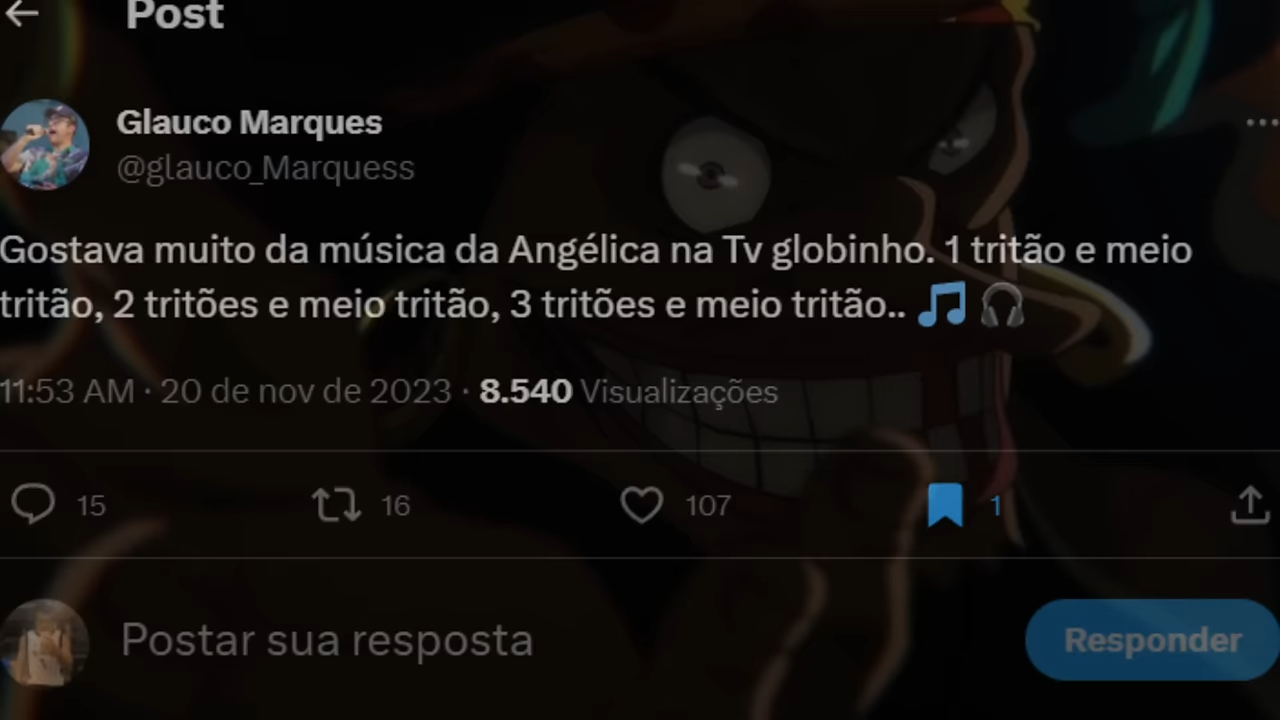 Post
Glauco Marques
@glauco_Marquess
Gostava muito da música da Angélica na Tv globinho. 1 tritão e meio
tritão, 2 tritões e meio tritão, 3 tritões e meio tritão.. 🎵 🎧
11:53 AM · 20 de nov de 2023 · 8.540 Visualizações
15 16 107 1
Postar sua resposta Responder